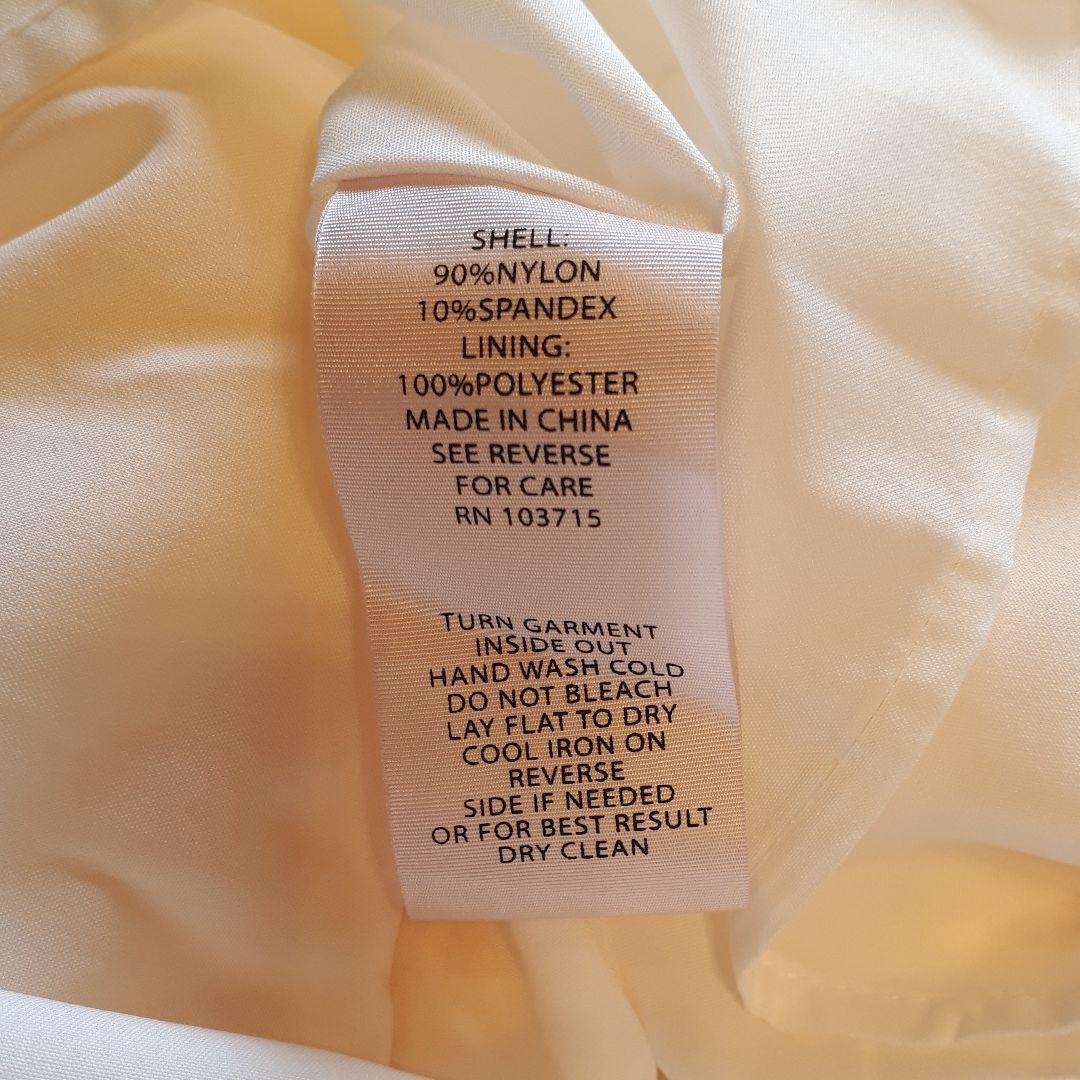 SHELL:
90%NYLON
10%SPANDEX
LINING:
100%POLYESTER
MADE IN CHINA
SEE REVERSE
FOR CARE
RN 103715
TURN GARMENT
INSIDE OUT
HAND WASH COLD
DO NOT BLEACH
LAY FLAT TO DRY
COOL IRON ON
REVERSE
SIDE IF NEEDED
OR FOR BEST RESULT
DRY CLEAN